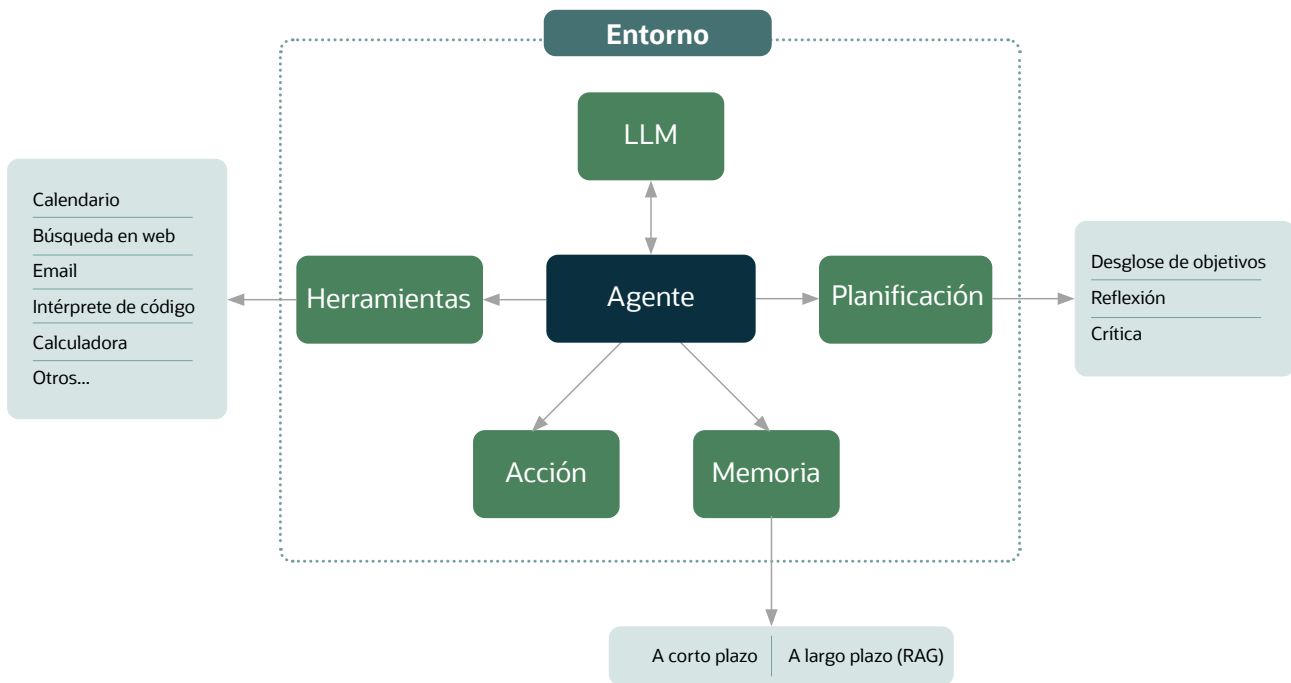 Entorno
LLM
Calendario
Búsqueda en web
Email
Intérprete de código
Calculadora
Otros...
Herramientas
Agente
Planificación
Desglose de objetivos
Reflexión
Crítica
Acción
Memoria
A corto plazo
A largo plazo (RAG)